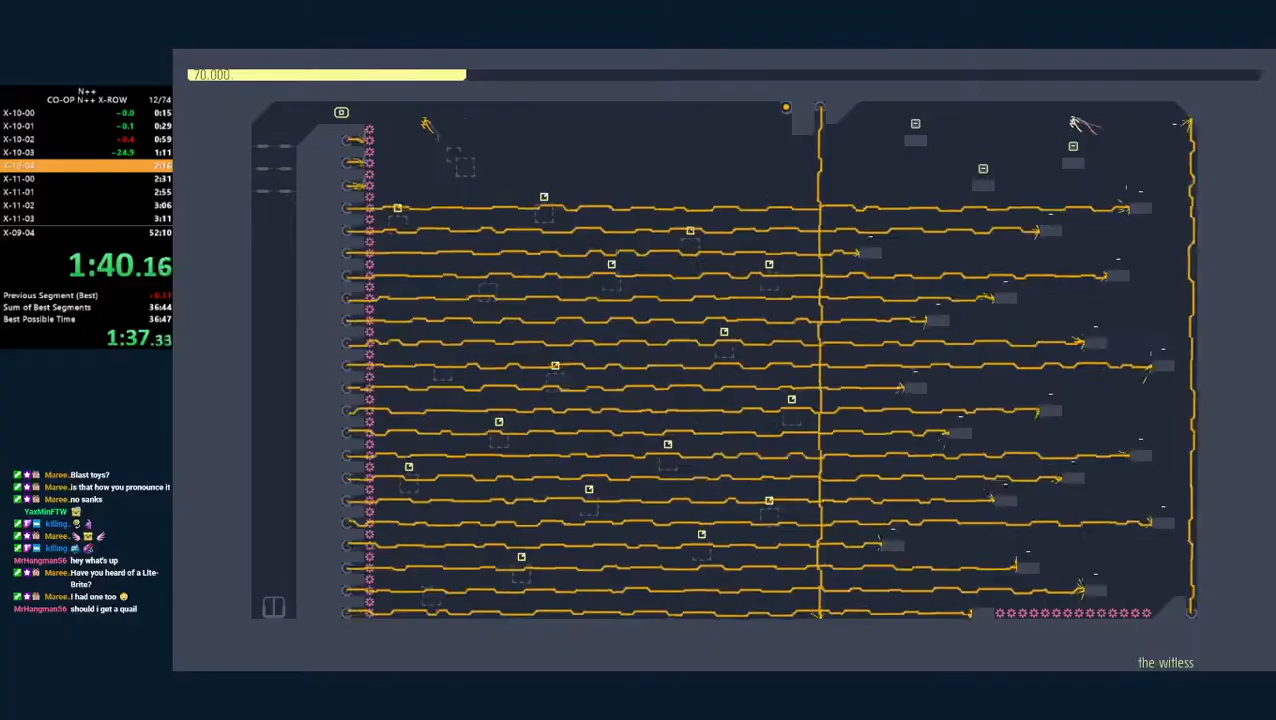 70.000
N++
CO-OP N++ X-ROW 12/74
X-10-00 -0.0 0:15
X-10-01 -0.1 0:29
X-10-02 +0.4 0:59
X-10-03 -24.9 1:11
X-10-04 2:16
X-11-00 2:31
X-11-01 2:55
X-11-02 3:06
X-11-03 3:11
X-09-04 52:10
1:40.16
Previous Segment (Best)
Sum of Best Segments 36:44
Best Possible Time 36:47
1:37.33
Maree. Blast toys?
Maree. is that how you pronounce it
Maree. no sanks
YaxMinFTW
killing..
Maree.
killing..
MrHangman56 hey what's up
Maree. Have you heard of a Lite-
Brite?
Maree. I had one too
MrHangman56 should i get a quail
the witless